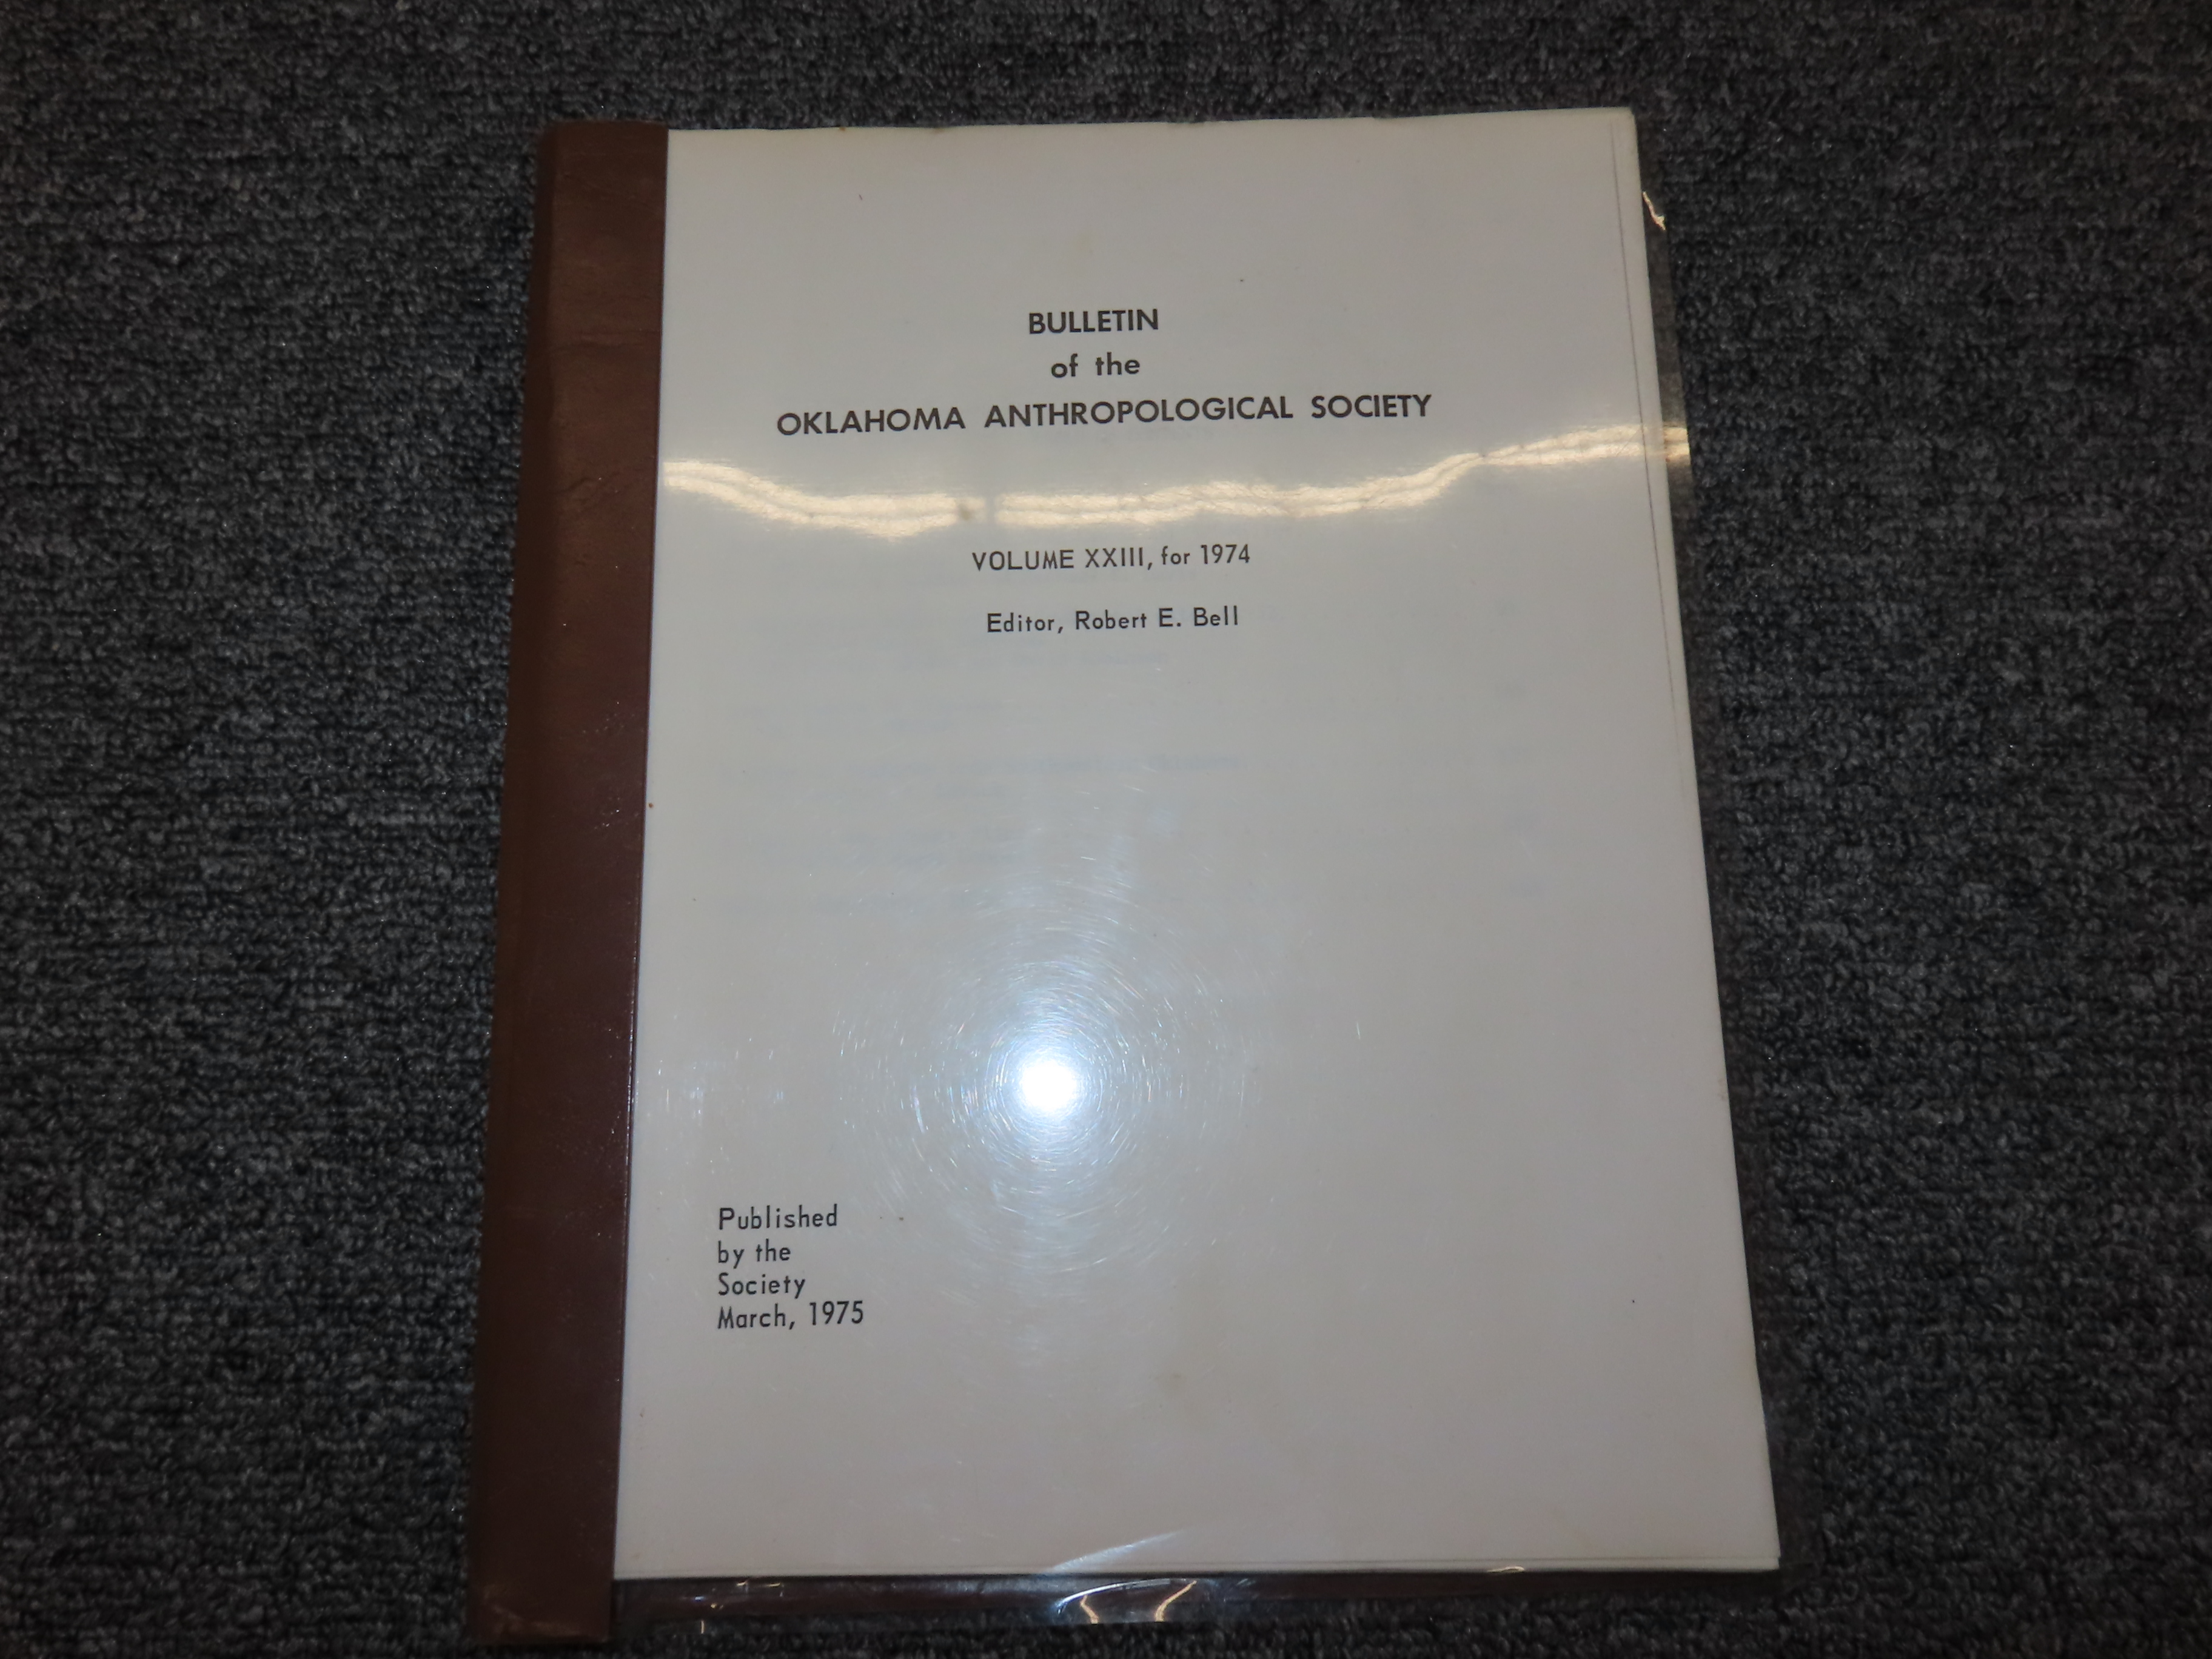 BULLETIN
of the
OKLAHOMA ANTHROPOLOGICAL SOCIETY
VOLUME XXIII, for 1974
Editor, Robert E. Bell
Published
by the
Society
March, 1975